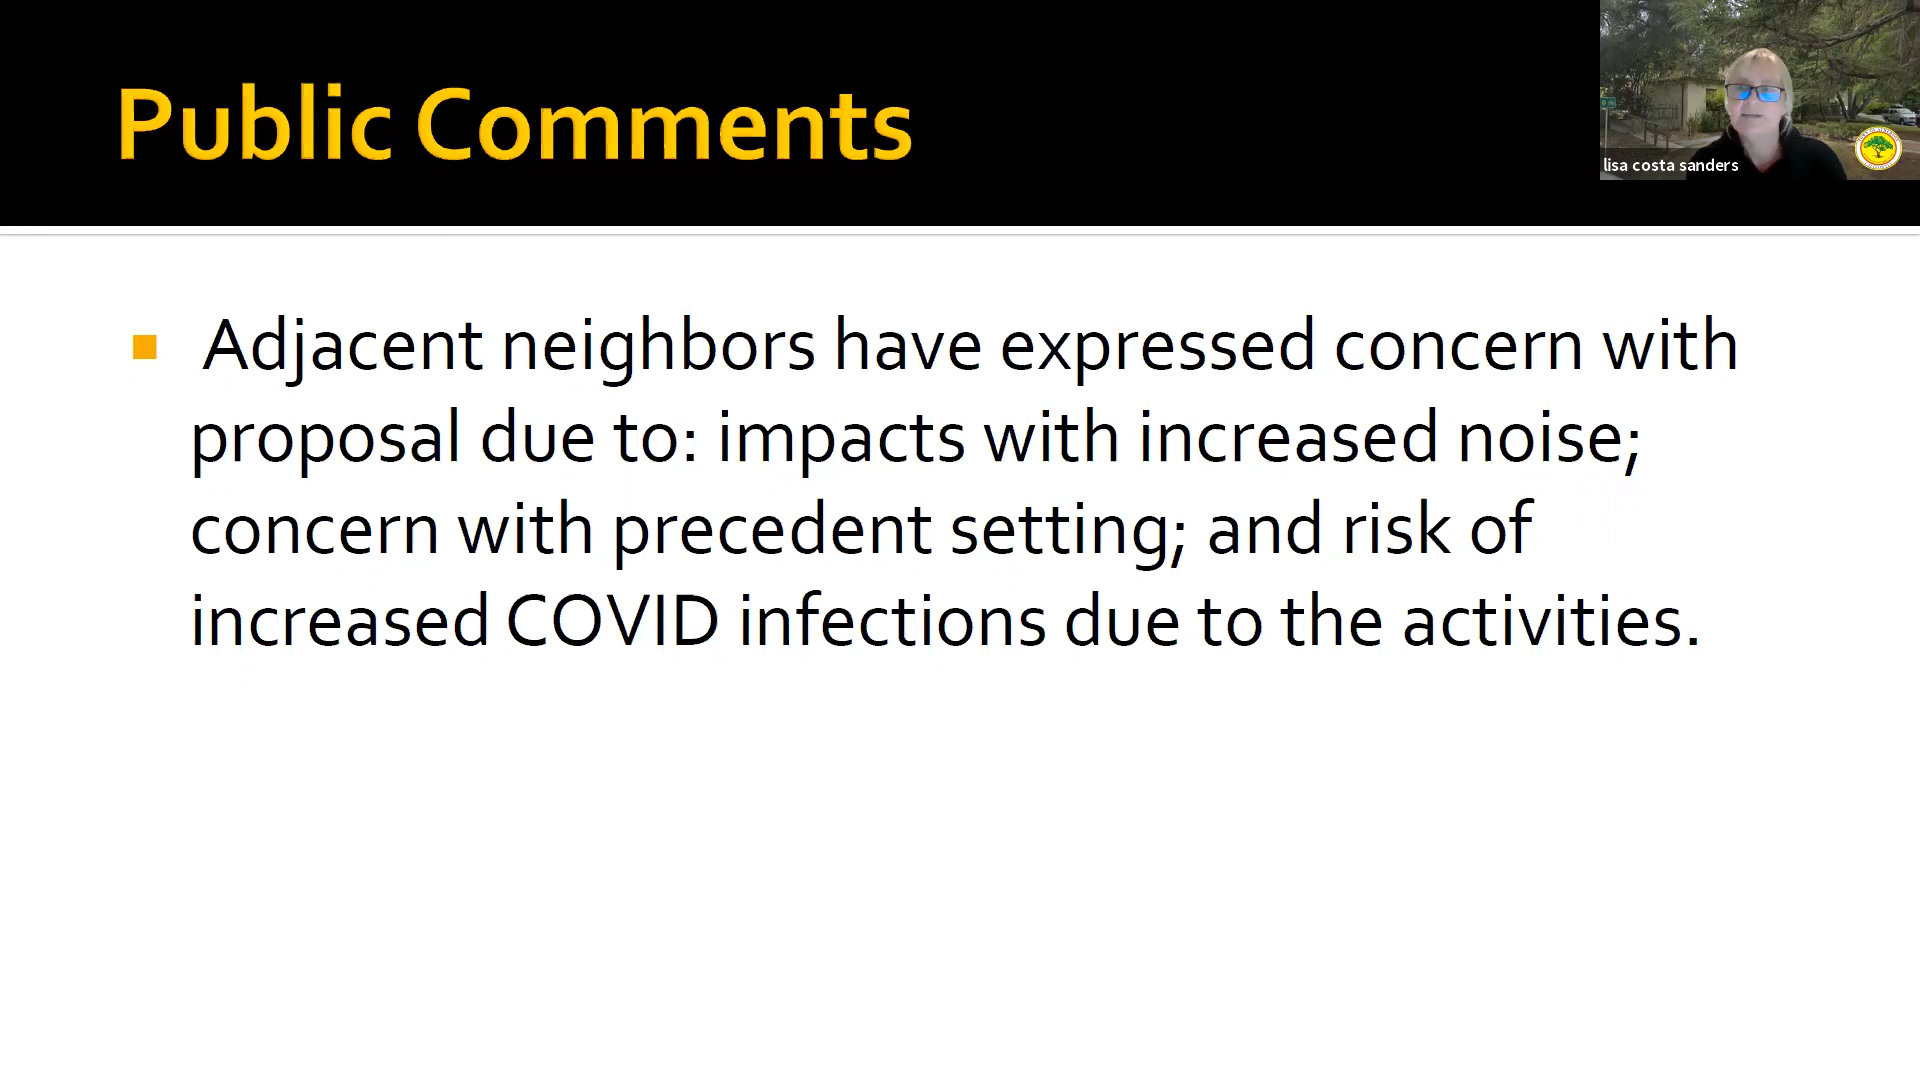 Public Comments
lisa costa sanders
Adjacent neighbors have expressed concern with
proposal due to: impacts with increased noise;
concern with precedent setting; and risk of
increased COVID infections due to the activities.